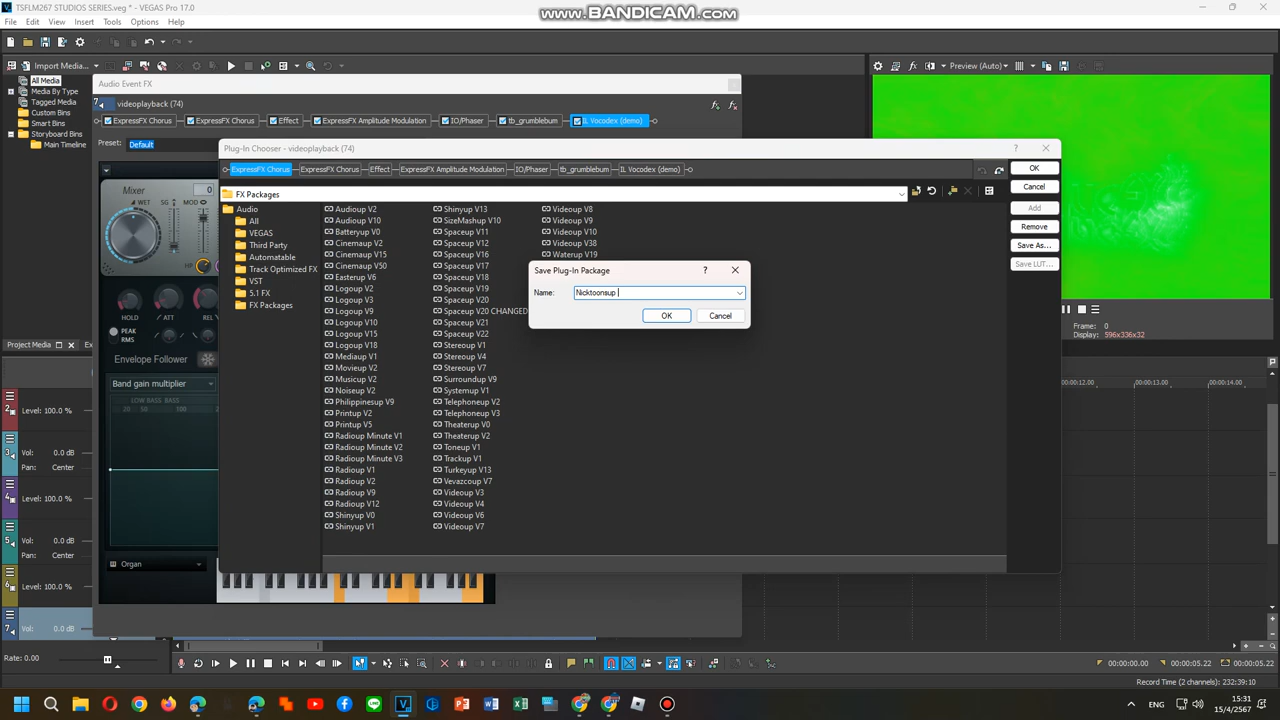 TSFLM267 STUDIOS SERIES.veg * - VEGAS Pro 17.0
www.BANDICAM.com
File Edit View Insert Tools Options Help
Import Media...
Preview (Auto)
All Media
Media By Type
Tagged Media
Custom Bins
Smart Bins
Storyboard Bins
Main Timeline
Audio Event FX
videoplayback (74)
ExpressFX Chorus ExpressFX Chorus Effect ExpressFX Amplitude Modulation IO/Phaser tb_grumblebum IL Vocodex (demo)
Preset: Default
Plug-In Chooser - videoplayback (74)
ExpressFX Chorus ExpressFX Chorus Effect ExpressFX Amplitude Modulation IO/Phaser tb_grumblebum IL Vocodex (demo)
OK
Cancel
Add
Remove
Save As...
Save LUT...
FX Packages
Audio
All
VEGAS
Third Party
Automatable
Track Optimized FX
VST
5.1 FX
FX Packages
Audioup V2
Audioup V10
Batteryup V0
Cinemaup V2
Cinemaup V15
Cinemaup V50
Easterup V6
Logoup V2
Logoup V3
Logoup V9
Logoup V10
Logoup V15
Logoup V18
Mediaup V1
Movieup V2
Musicup V2
Noiseup V2
Philippinesup V9
Printup V2
Printup V5
Radioup Minute V1
Radioup Minute V2
Radioup Minute V3
Radioup V1
Radioup V2
Radioup V9
Radioup V12
Shinyup V0
Shinyup V1
Shinyup V13
SizeMashup V10
Spaceup V11
Spaceup V12
Spaceup V16
Spaceup V17
Spaceup V18
Spaceup V19
Spaceup V20
Spaceup V20 CHANGED
Spaceup V21
Spaceup V22
Stereoup V1
Stereoup V4
Stereoup V7
Surroundup V9
Systemup V1
Telephoneup V2
Telephoneup V3
Theaterup V0
Theaterup V2
Toneup V1
Trackup V1
Turkeyup V13
Vevazcoup V7
Videoup V3
Videoup V4
Videoup V6
Videoup V7
Videoup V8
Videoup V9
Videoup V10
Videoup V38
Waterup V19
Save Plug-In Package
Name: Nicktoonsup
OK Cancel
Mixer 0
WET SG
HP
PEAK
RMS
ATT REL
Envelope Follower
Band gain multiplier
LOW BASS BASS
20 50 100
Organ
Project Media
Frame: 0
Display: 596x336x32
00:00:12.00 00:00:13.00 00:00:14.00
2 Level: 100.0 %
3 Vol: 0.0 dB
Pan: Center
4 Level: 100.0 %
5 Vol: 0.0 dB
Pan: Center
6 Level: 100.0 %
7 Vol: 0.0 dB
Rate: 0.00
00:00:00.00 00:00:05.22 00:00:05.22
Record Time (2 channels): 232:39:10
ENG
15:31
15/4/2567